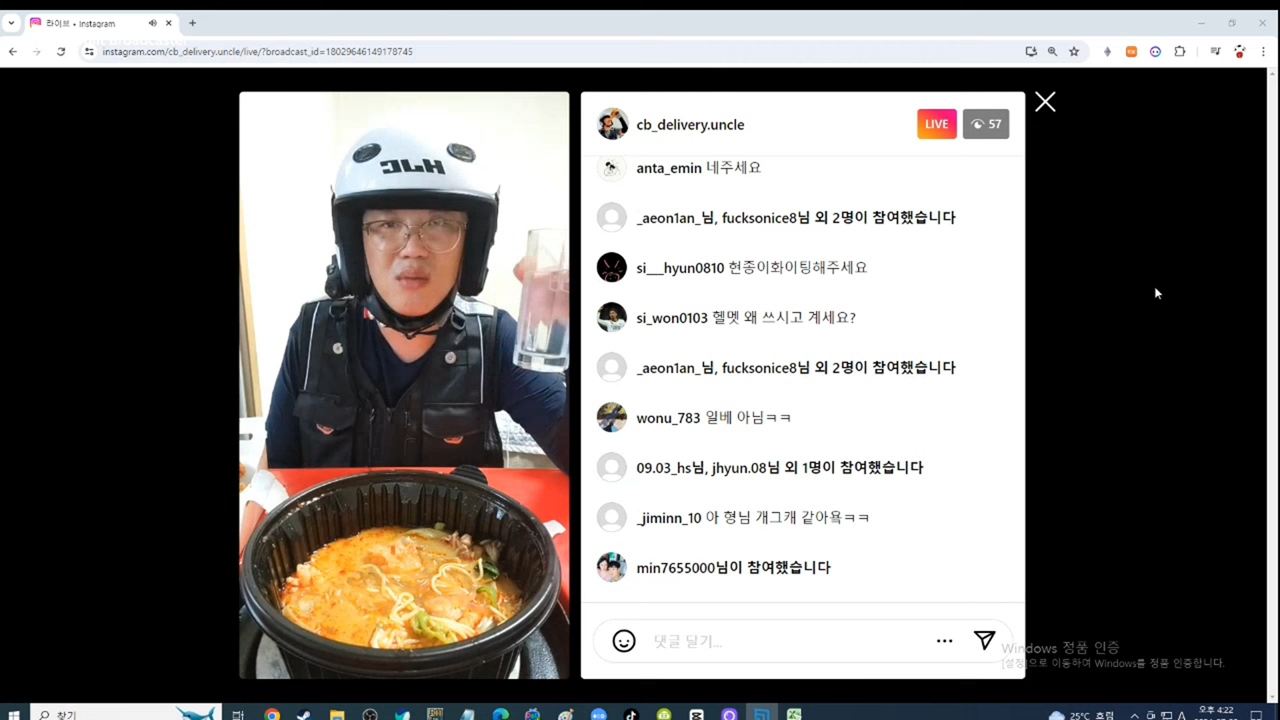 라이브 • Instagram
instagram.com/cb_delivery.uncle/live/?broadcast_id=18029646149178745
cb_delivery.uncle
LIVE
57
anta_emin 네주세요
_aeon1an_님, fucksonice8님 외 2명이 참여했습니다
si___hyun0810 현종이화이팅해주세요
si_won0103 헬멧 왜 쓰시고 계세요?
_aeon1an_님, fucksonice8님 외 2명이 참여했습니다
wonu_783 일베 아님ㅋㅋ
09.03_hs님, jhyun.08님 외 1명이 참여했습니다
_jiminn_10 아 형님 개그캐 같아욬ㅋㅋ
min7655000님이 참여했습니다
댓글 달기...
Windows 정품 인증
[설정]으로 이동하여 Windows를 정품 인증합니다.
찾기
25°C 흐림
A
오후 4:22